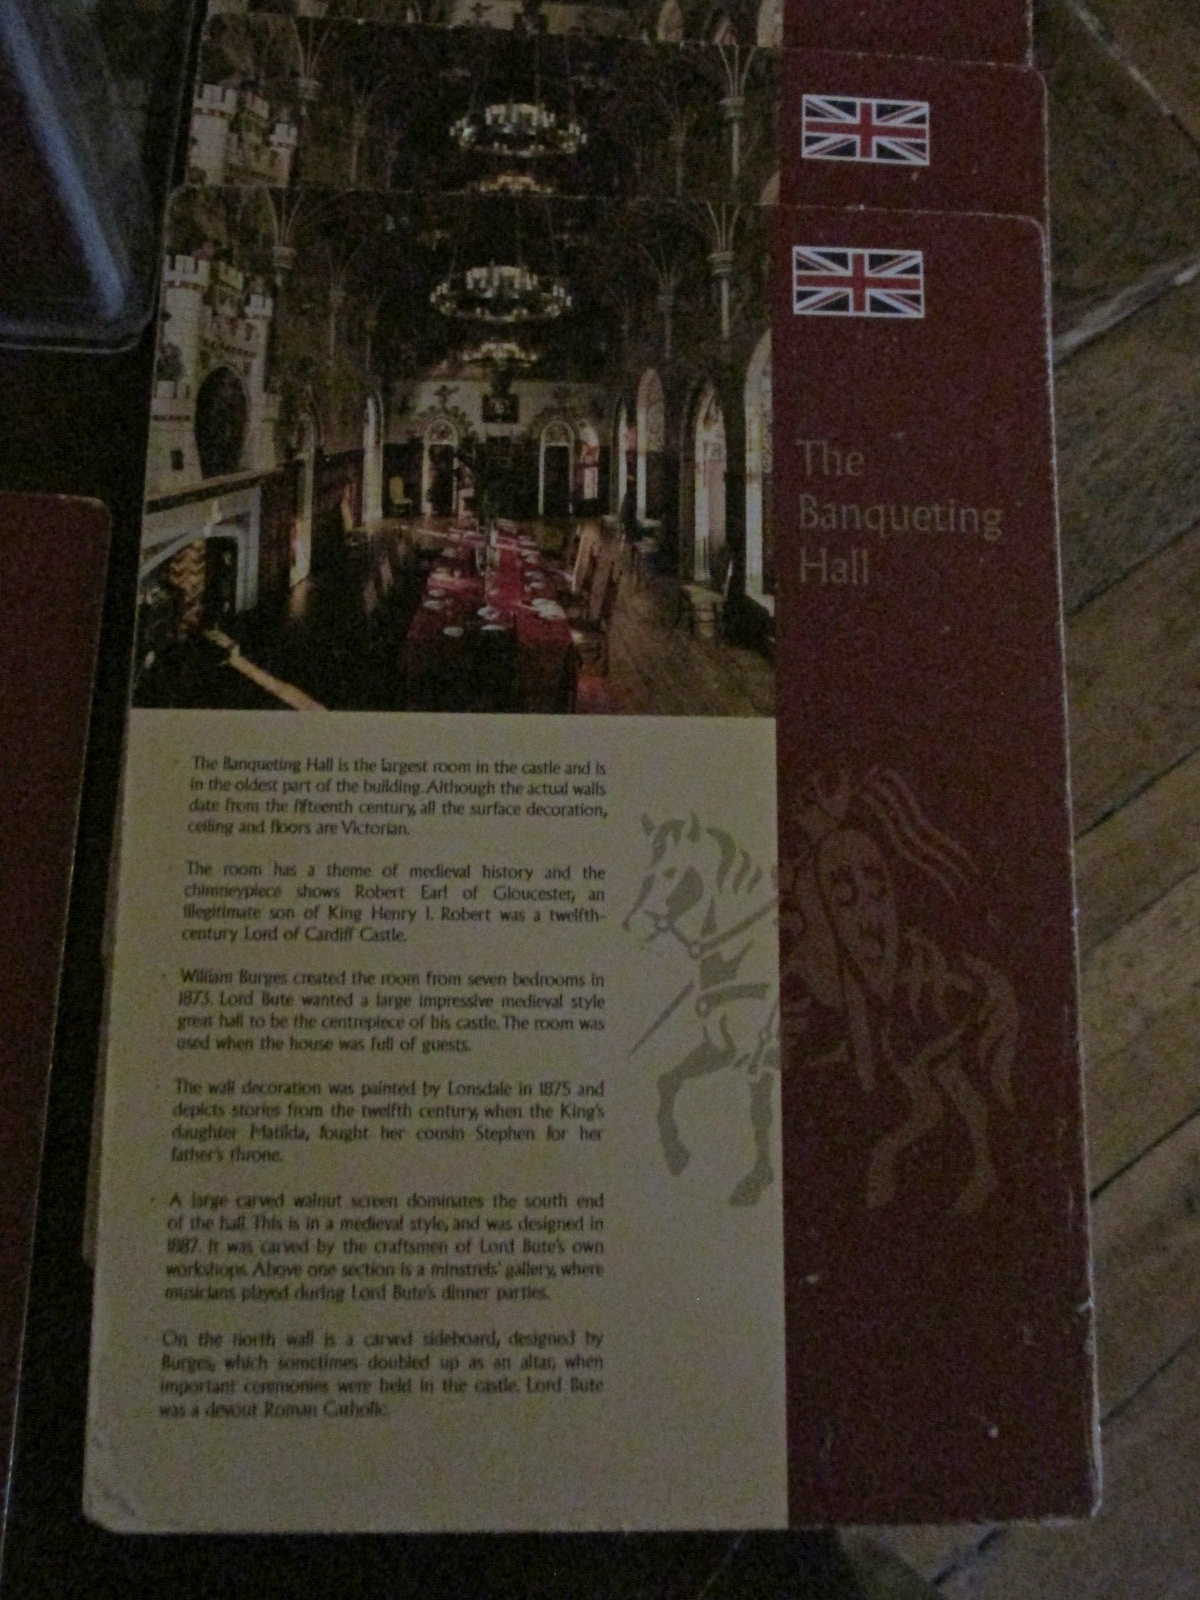 The
Banqueting
Hall
The Banqueting Hall is the largest room in the castle and is
in the oldest part of the building. Although the actual walls
date from the fifteenth century, all the surface decoration,
ceiling and floors are Victorian.
The room has a theme of medieval history and the
chimneypiece shows Robert Earl of Gloucester, an
illegitimate son of King Henry I. Robert was a twelfth-
century Lord of Cardiff Castle.
William Burges created the room from seven bedrooms in
1873. Lord Bute wanted a large impressive medieval style
great hall to be the centrepiece of his castle. The room was
used when the house was full of guests.
The wall decoration was painted by Lonsdale in 1875 and
depicts stories from the twelfth century, when the King's
daughter Matilda, fought her cousin Stephen for her
father's throne.
A large carved walnut screen dominates the south end
of the hall. This is in a medieval style, and was designed in
1887. It was carved by the craftsmen of Lord Bute's own
workshops. Above one section is a minstrels' gallery, where
musicians played during Lord Bute's dinner parties.
On the north wall is a carved sideboard, designed by
Burges, which sometimes doubled up as an altar, when
important ceremonies were held in the castle. Lord Bute
was a devout Roman Catholic.